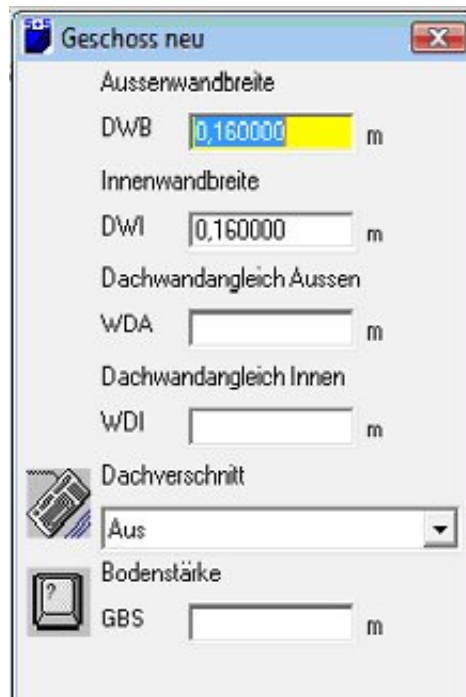 S+S
Geschoss neu
Aussenwandbreite
DWB 0,160000 m
Innenwandbreite
DWI 0,160000 m
Dachwandangleich Aussen
WDA m
Dachwandangleich Innen
WDI m
Dachverschnitt
Aus
Bodenstärke
?
GBS m